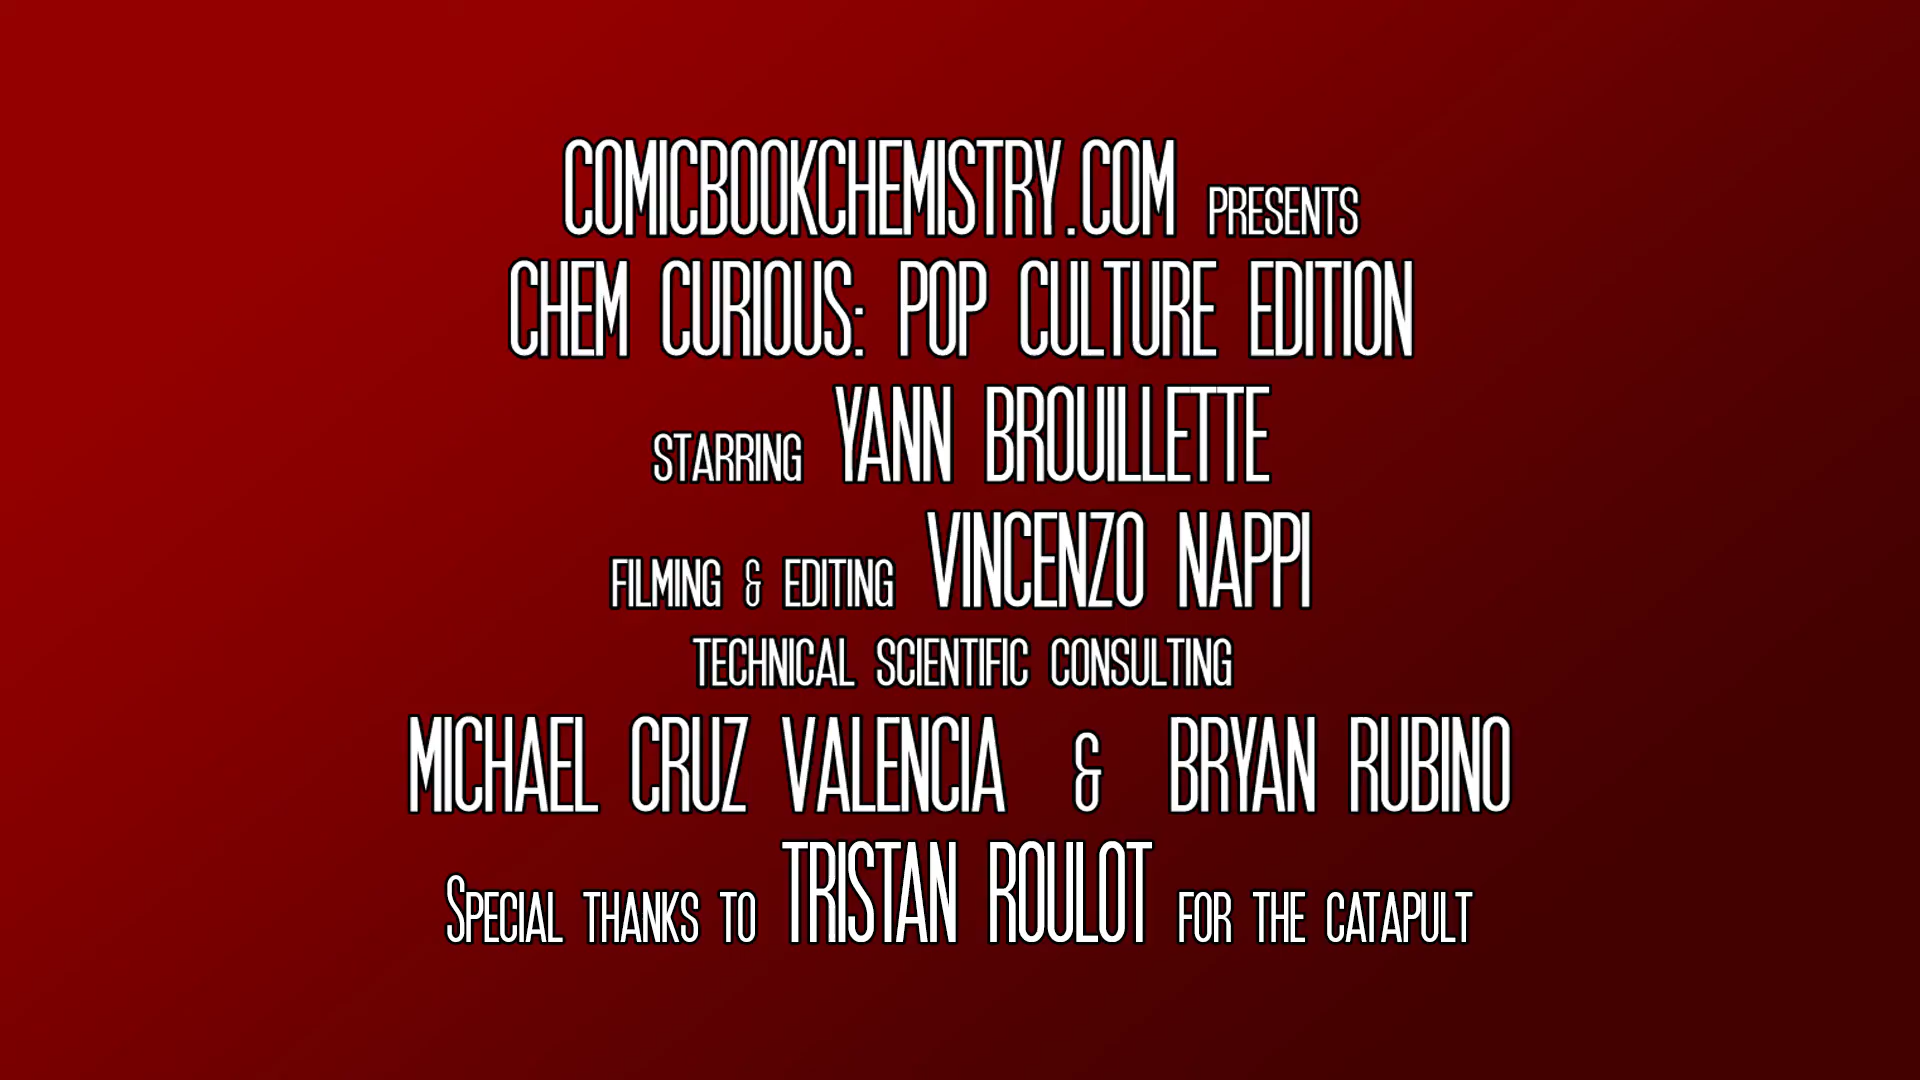 COMICBOOKCHEMISTRY.COM PRESENTS
CHEM CURIOUS: POP CULTURE EDITION
STARRING YANN BROUILLETTE
FILMING & EDITING VINCENZO NAPPI
TECHNICAL SCIENTIFIC CONSULTING
MICHAEL CRUZ VALENCIA & BRYAN RUBINO
SPECIAL THANKS TO TRISTAN ROULOT FOR THE CATAPULT